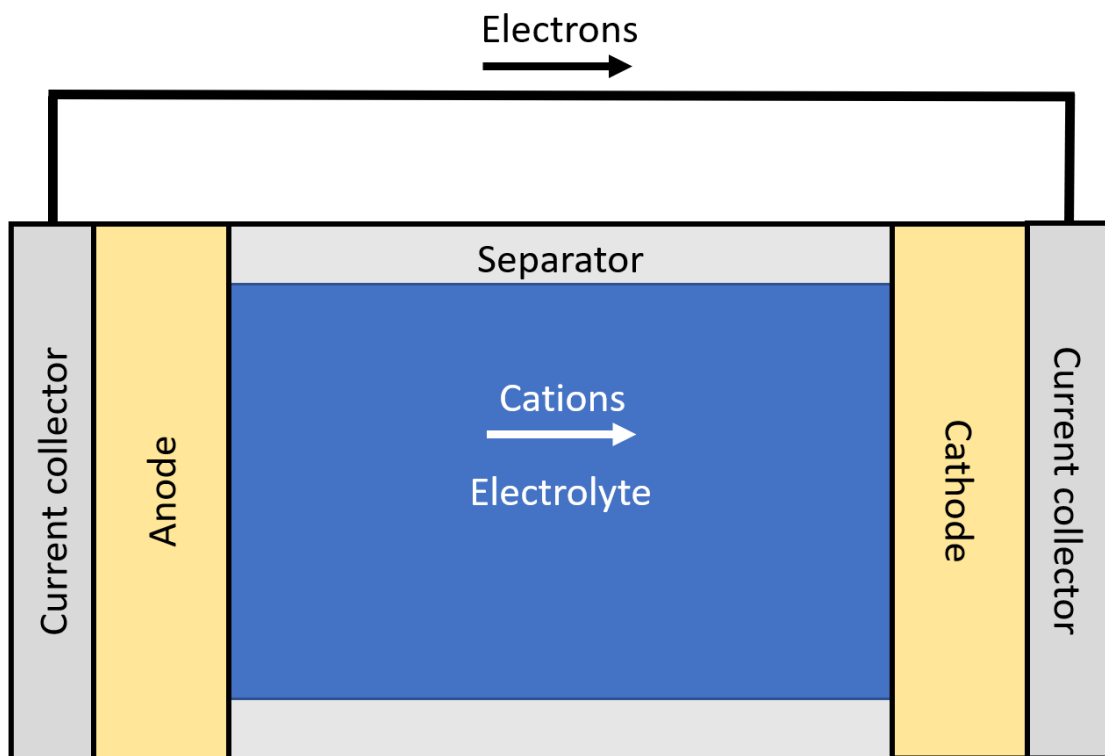 Electrons
Separator
Current collector
Anode
Cations
Electrolyte
Cathode
Current collector